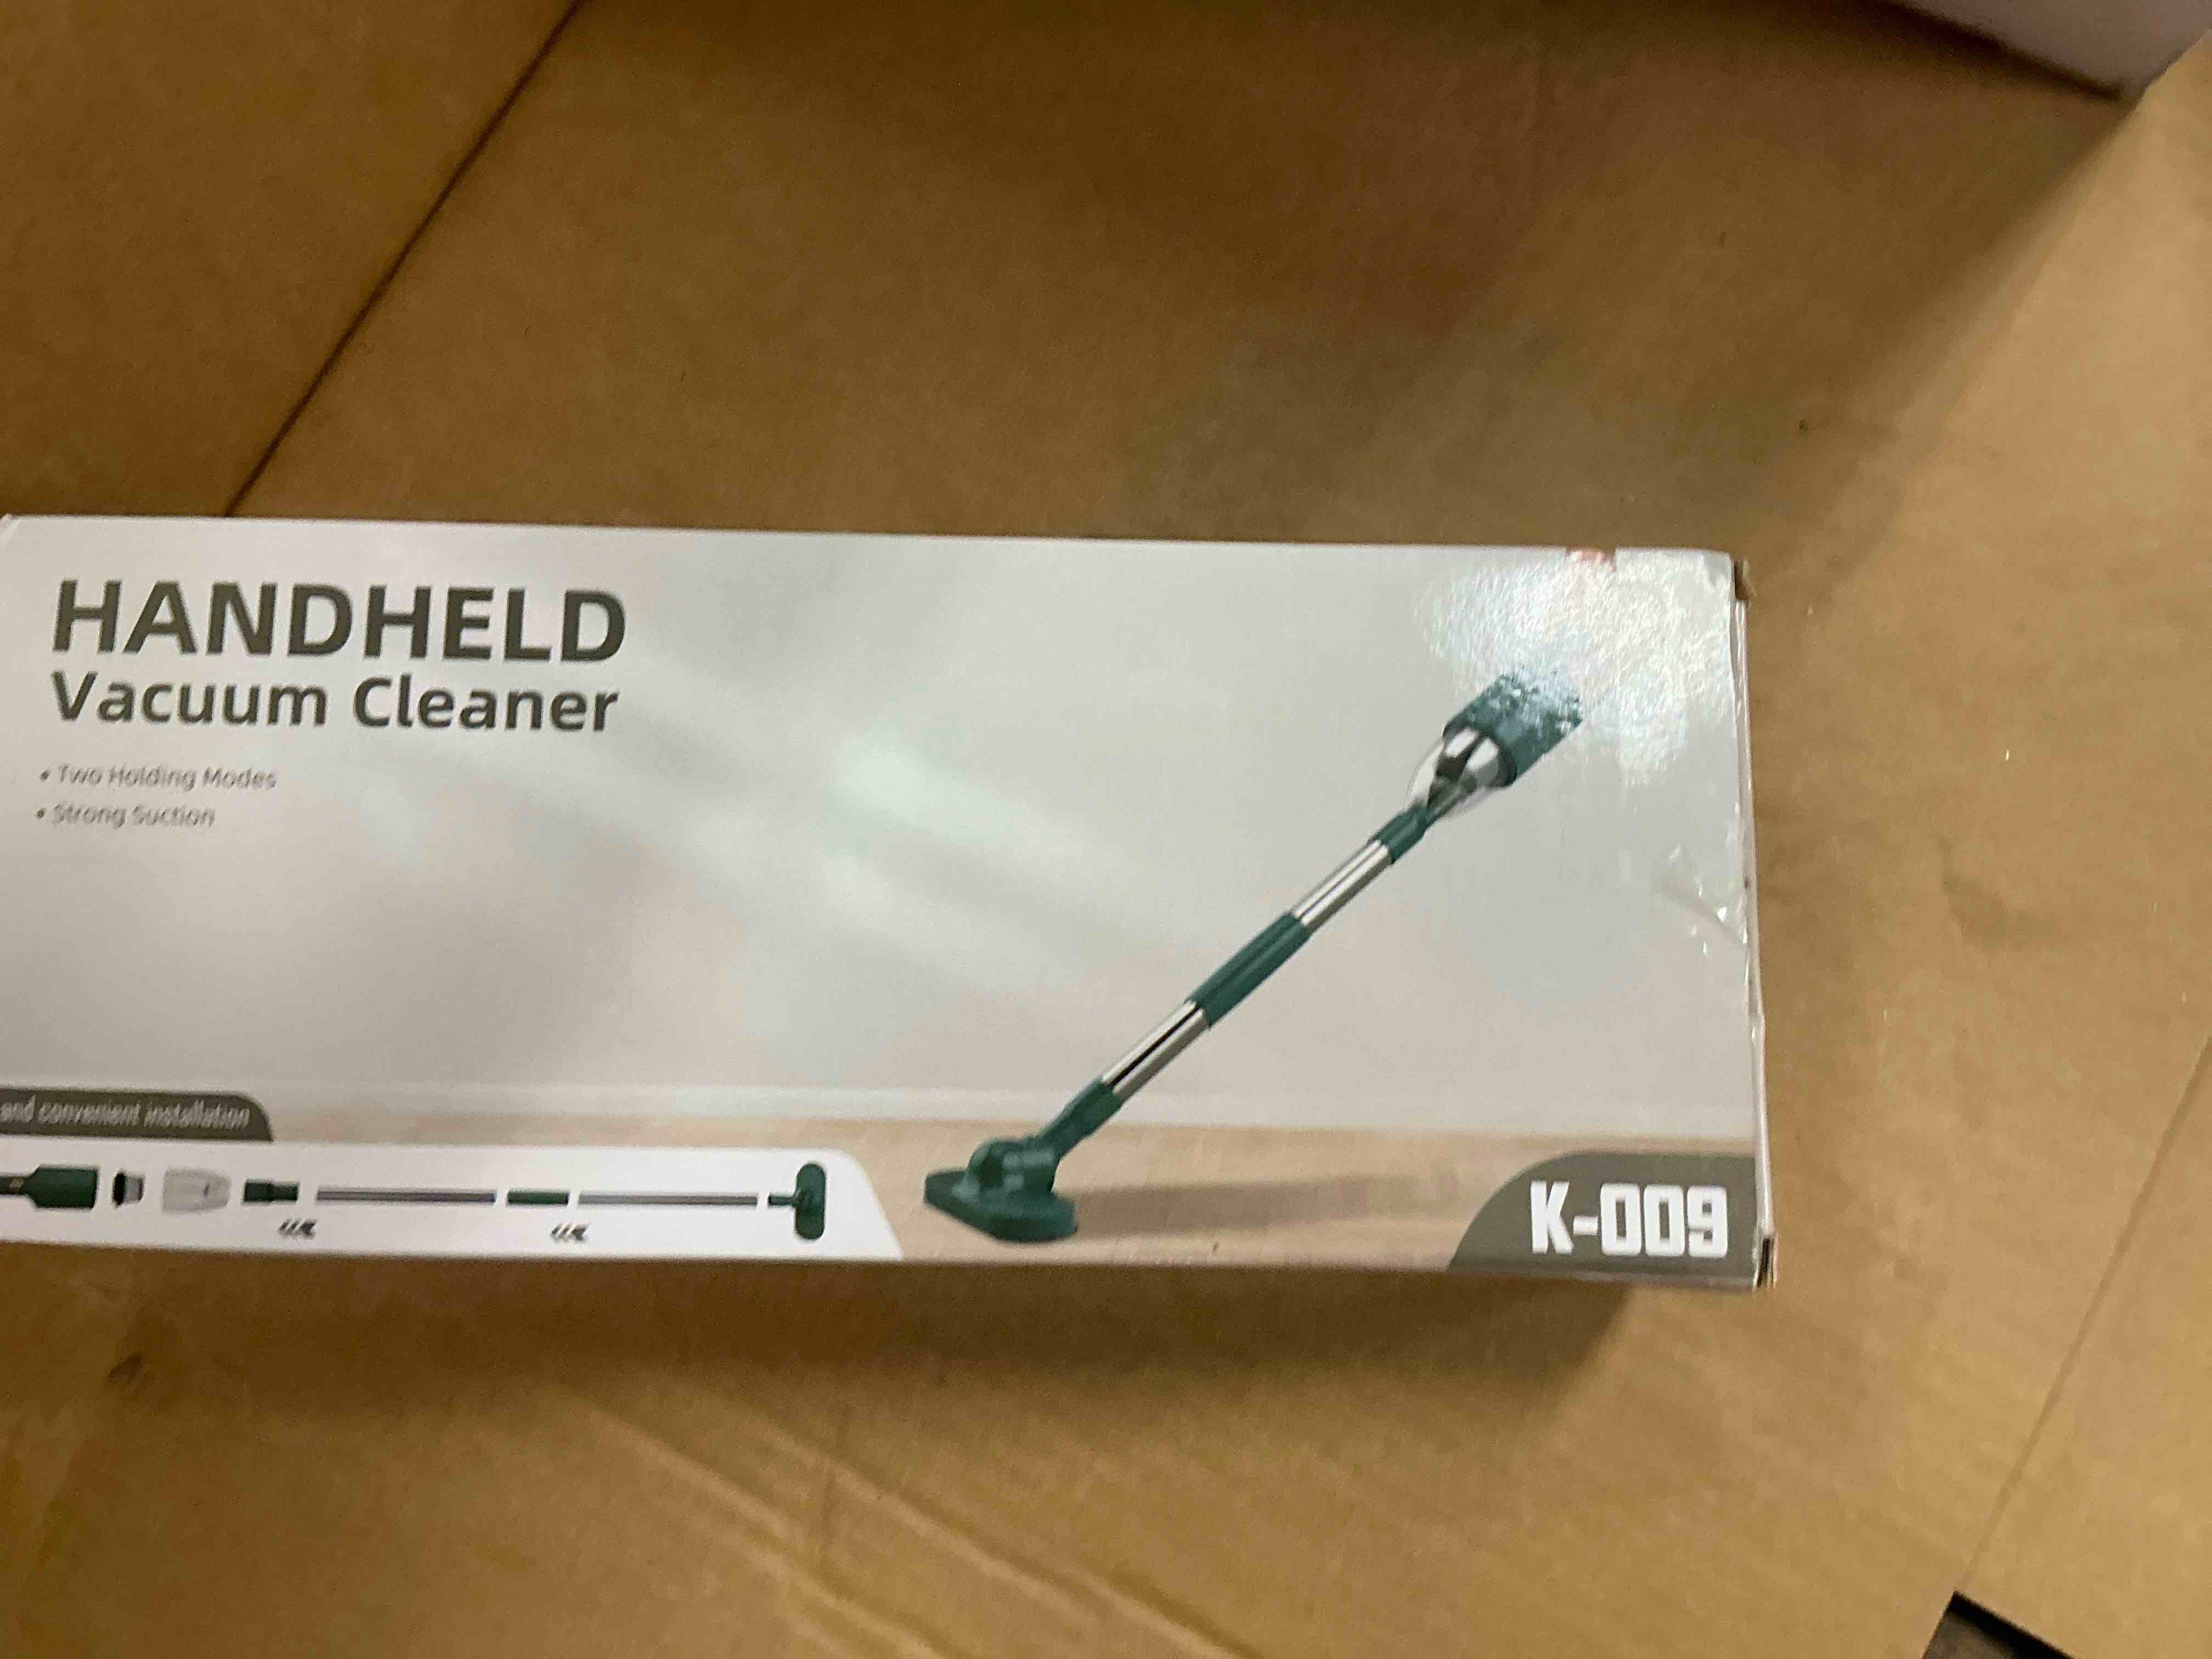 HANDHELD
Vacuum Cleaner
• Two Holding Modes
• Strong Suction
and convenient installation
K-009